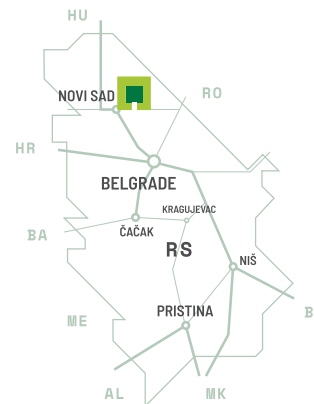 HU
NOVI SAD
RO
HR
BELGRADE
KRAGUJEVAC
ČAČAK
BA
RS
NIŠ
PRISTINA
B
ME
AL
MK